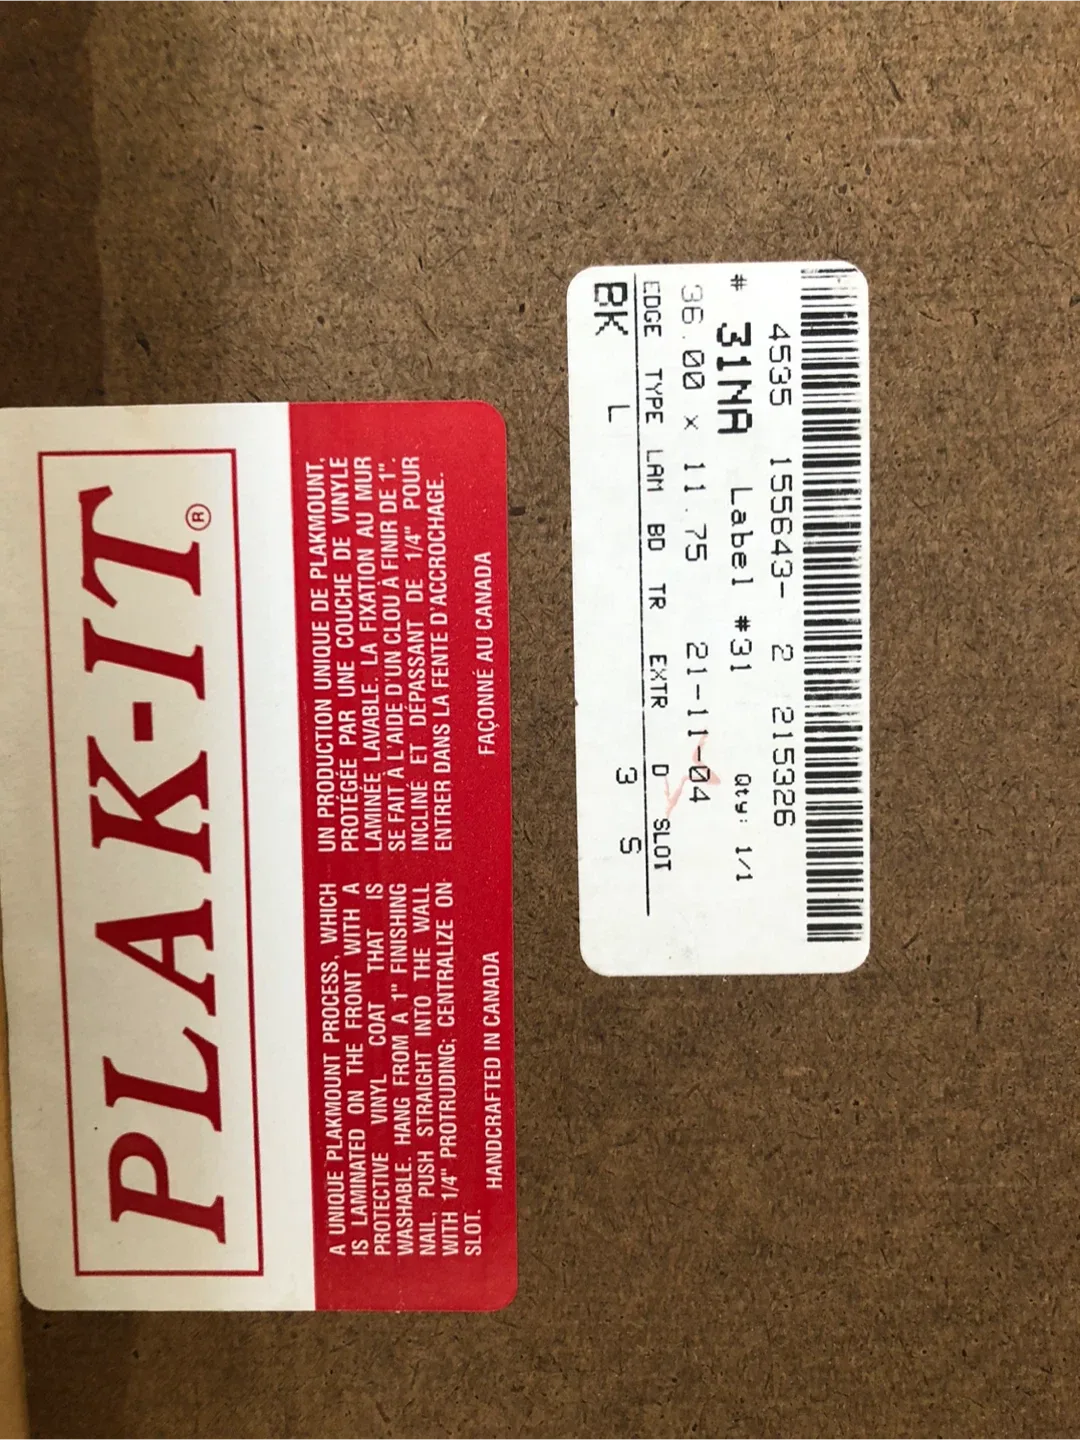 PLAK-IT®
A UNIQUE PLAKMOUNT PROCESS, WHICH
IS LAMINATED ON THE FRONT WITH A
PROTECTIVE VINYL COAT THAT IS
WASHABLE. HANG FROM A 1" FINISHING
NAIL, PUSH STRAIGHT INTO THE WALL
WITH 1/4" PROTRUDING; CENTRALIZE ON
SLOT.
HANDCRAFTED IN CANADA
UN PRODUCTION UNIQUE DE PLAKMOUNT,
PROTÉGÉE PAR UNE COUCHE DE VINYLE
LAMINÉE LAVABLE. LA FIXATION AU MUR
SE FAIT À L'AIDE D'UN CLOU À FINIR DE 1".
INCLINÉ ET DÉPASSANT DE 1/4" POUR
ENTRER DANS LA FENTE D'ACCROCHAGE.
FAÇONNÉ AU CANADA
4535 155643- 2 215326
# 31NA Label #31 Qty: 1/1
36.00 x 11.75 21-11-04
EDGE TYPE LAM BD TR EXTR D SLOT
BK L 3 S